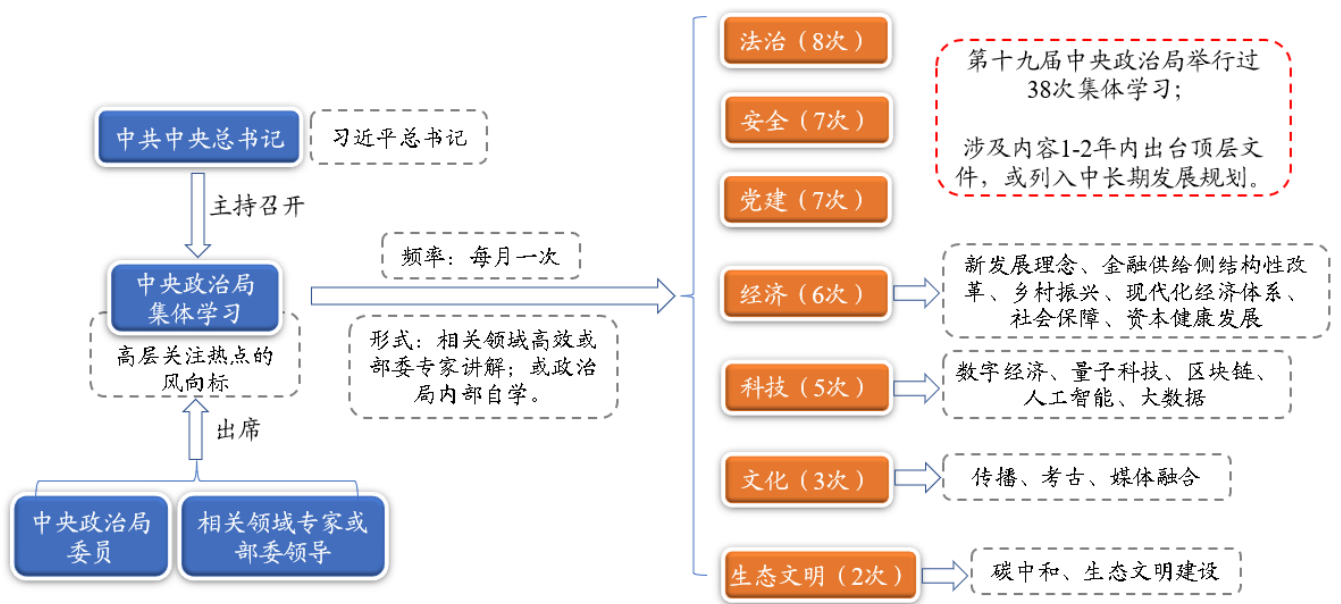 中共中央总书记
习近平总书记
主持召开
中央政治局
集体学习
高层关注热点的
风向标
出席
中央政治局
委员
相关领域专家或
部委领导
频率：每月一次
形式：相关领域高效或
部委专家讲解；或政治
局内部自学。
法治（8次）
安全（7次）
党建（7次）
经济（6次）
新发展理念、金融供给侧结构性改
革、乡村振兴、现代化经济体系、
社会保障、资本健康发展
科技（5次）
数字经济、量子科技、区块链、
人工智能、大数据
文化（3次）
传播、考古、媒体融合
生态文明（2次）
碳中和、生态文明建设
第十九届中央政治局举行过
38次集体学习；
涉及内容1-2年内出台顶层文
件，或列入中长期发展规划。